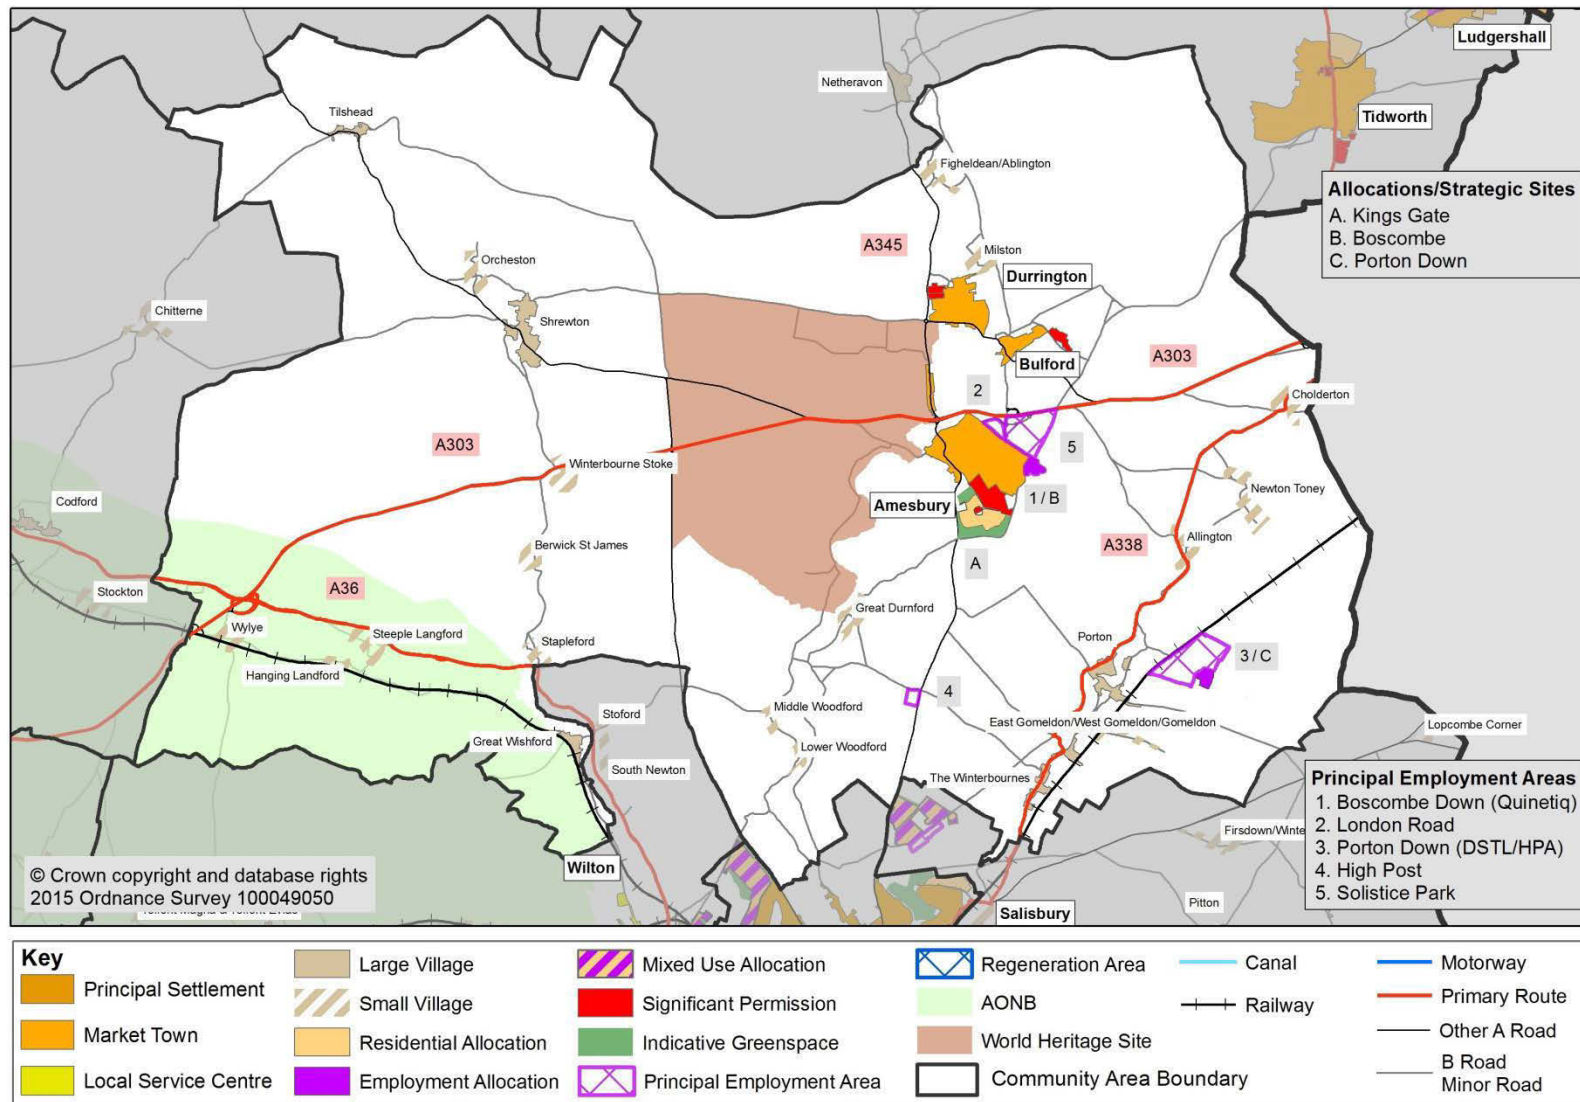 Ludgershall
Netheravon
Tidworth
Tilshead
Figheldean/Ablington
Allocations/Strategic Sites
A. Kings Gate
B. Boscombe
C. Porton Down
A345
Milston
Orcheston
Durrington
Chitterne
Shrewton
A303
Bulford
2
Cholderton
A303
5
Winterbourne Stoke
Newton Toney
Codford
1 / B
Amesbury
A338
Allington
Berwick St James
A
A36
Stockton
Great Durnford
Wylye
Steeple Langford
Stapleford
Porton
3 / C
Hanging Landford
4
Middle Woodford
Stoford
East Gomeldon/West Gomeldon/Gomeldon
Lopcombe Corner
Great Wishford
Lower Woodford
South Newton
The Winterbournes
Principal Employment Areas
1. Boscombe Down (Quinetiq)
2. London Road
3. Porton Down (DSTL/HPA)
4. High Post
5. Solistice Park
Firsdown/Winte
Wilton
© Crown copyright and database rights
2015 Ordnance Survey 100049050
Salisbury
Pitton
Key
Principal Settlement
Market Town
Local Service Centre
Large Village
Small Village
Residential Allocation
Employment Allocation
Mixed Use Allocation
Significant Permission
Indicative Greenspace
Principal Employment Area
Regeneration Area
AONB
World Heritage Site
Community Area Boundary
Canal
Railway
Motorway
Primary Route
Other A Road
B Road
Minor Road